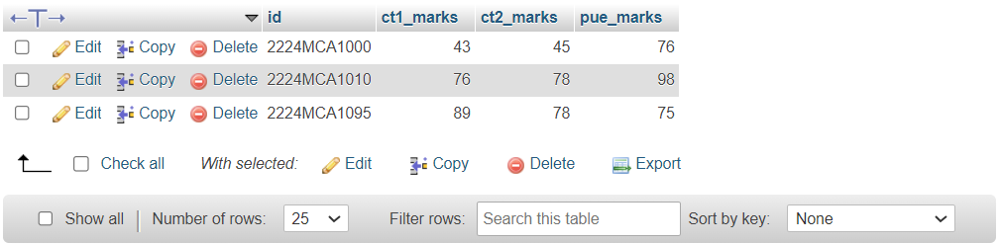 id ct1_marks ct2_marks pue_marks
Edit Copy Delete 2224MCA1000 43 45 76
Edit Copy Delete 2224MCA1010 76 78 98
Edit Copy Delete 2224MCA1095 89 78 75
Check all With selected: Edit Copy Delete Export
Show all Number of rows: 25 Filter rows: Search this table Sort by key: None